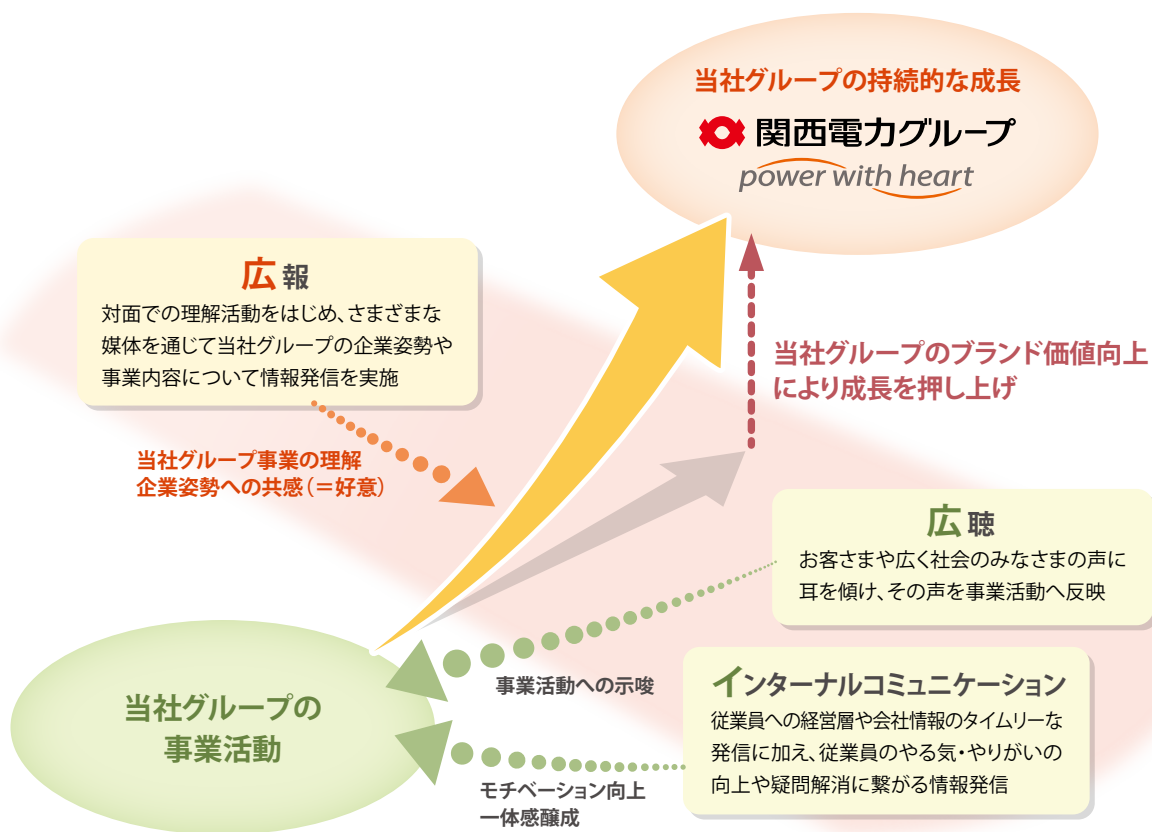 当社グループの持続的な成長
関西電力グループ
power with heart
広報
対面での理解活動をはじめ、さまざまな
媒体を通じて当社グループの企業姿勢や
事業内容について情報発信を実施
当社グループのブランド価値向上
により成長を押し上げ
当社グループ事業の理解
企業姿勢への共感(=好意)
広聴
お客さまや広く社会のみなさまの声に
耳を傾け、その声を事業活動へ反映
事業活動への示唆
インターナルコミュニケーション
従業員への経営層や会社情報のタイムリーな
発信に加え、従業員のやる気・やりがいの
向上や疑問解消に繋がる情報発信
当社グループの
事業活動
モチベーション向上
一体感醸成